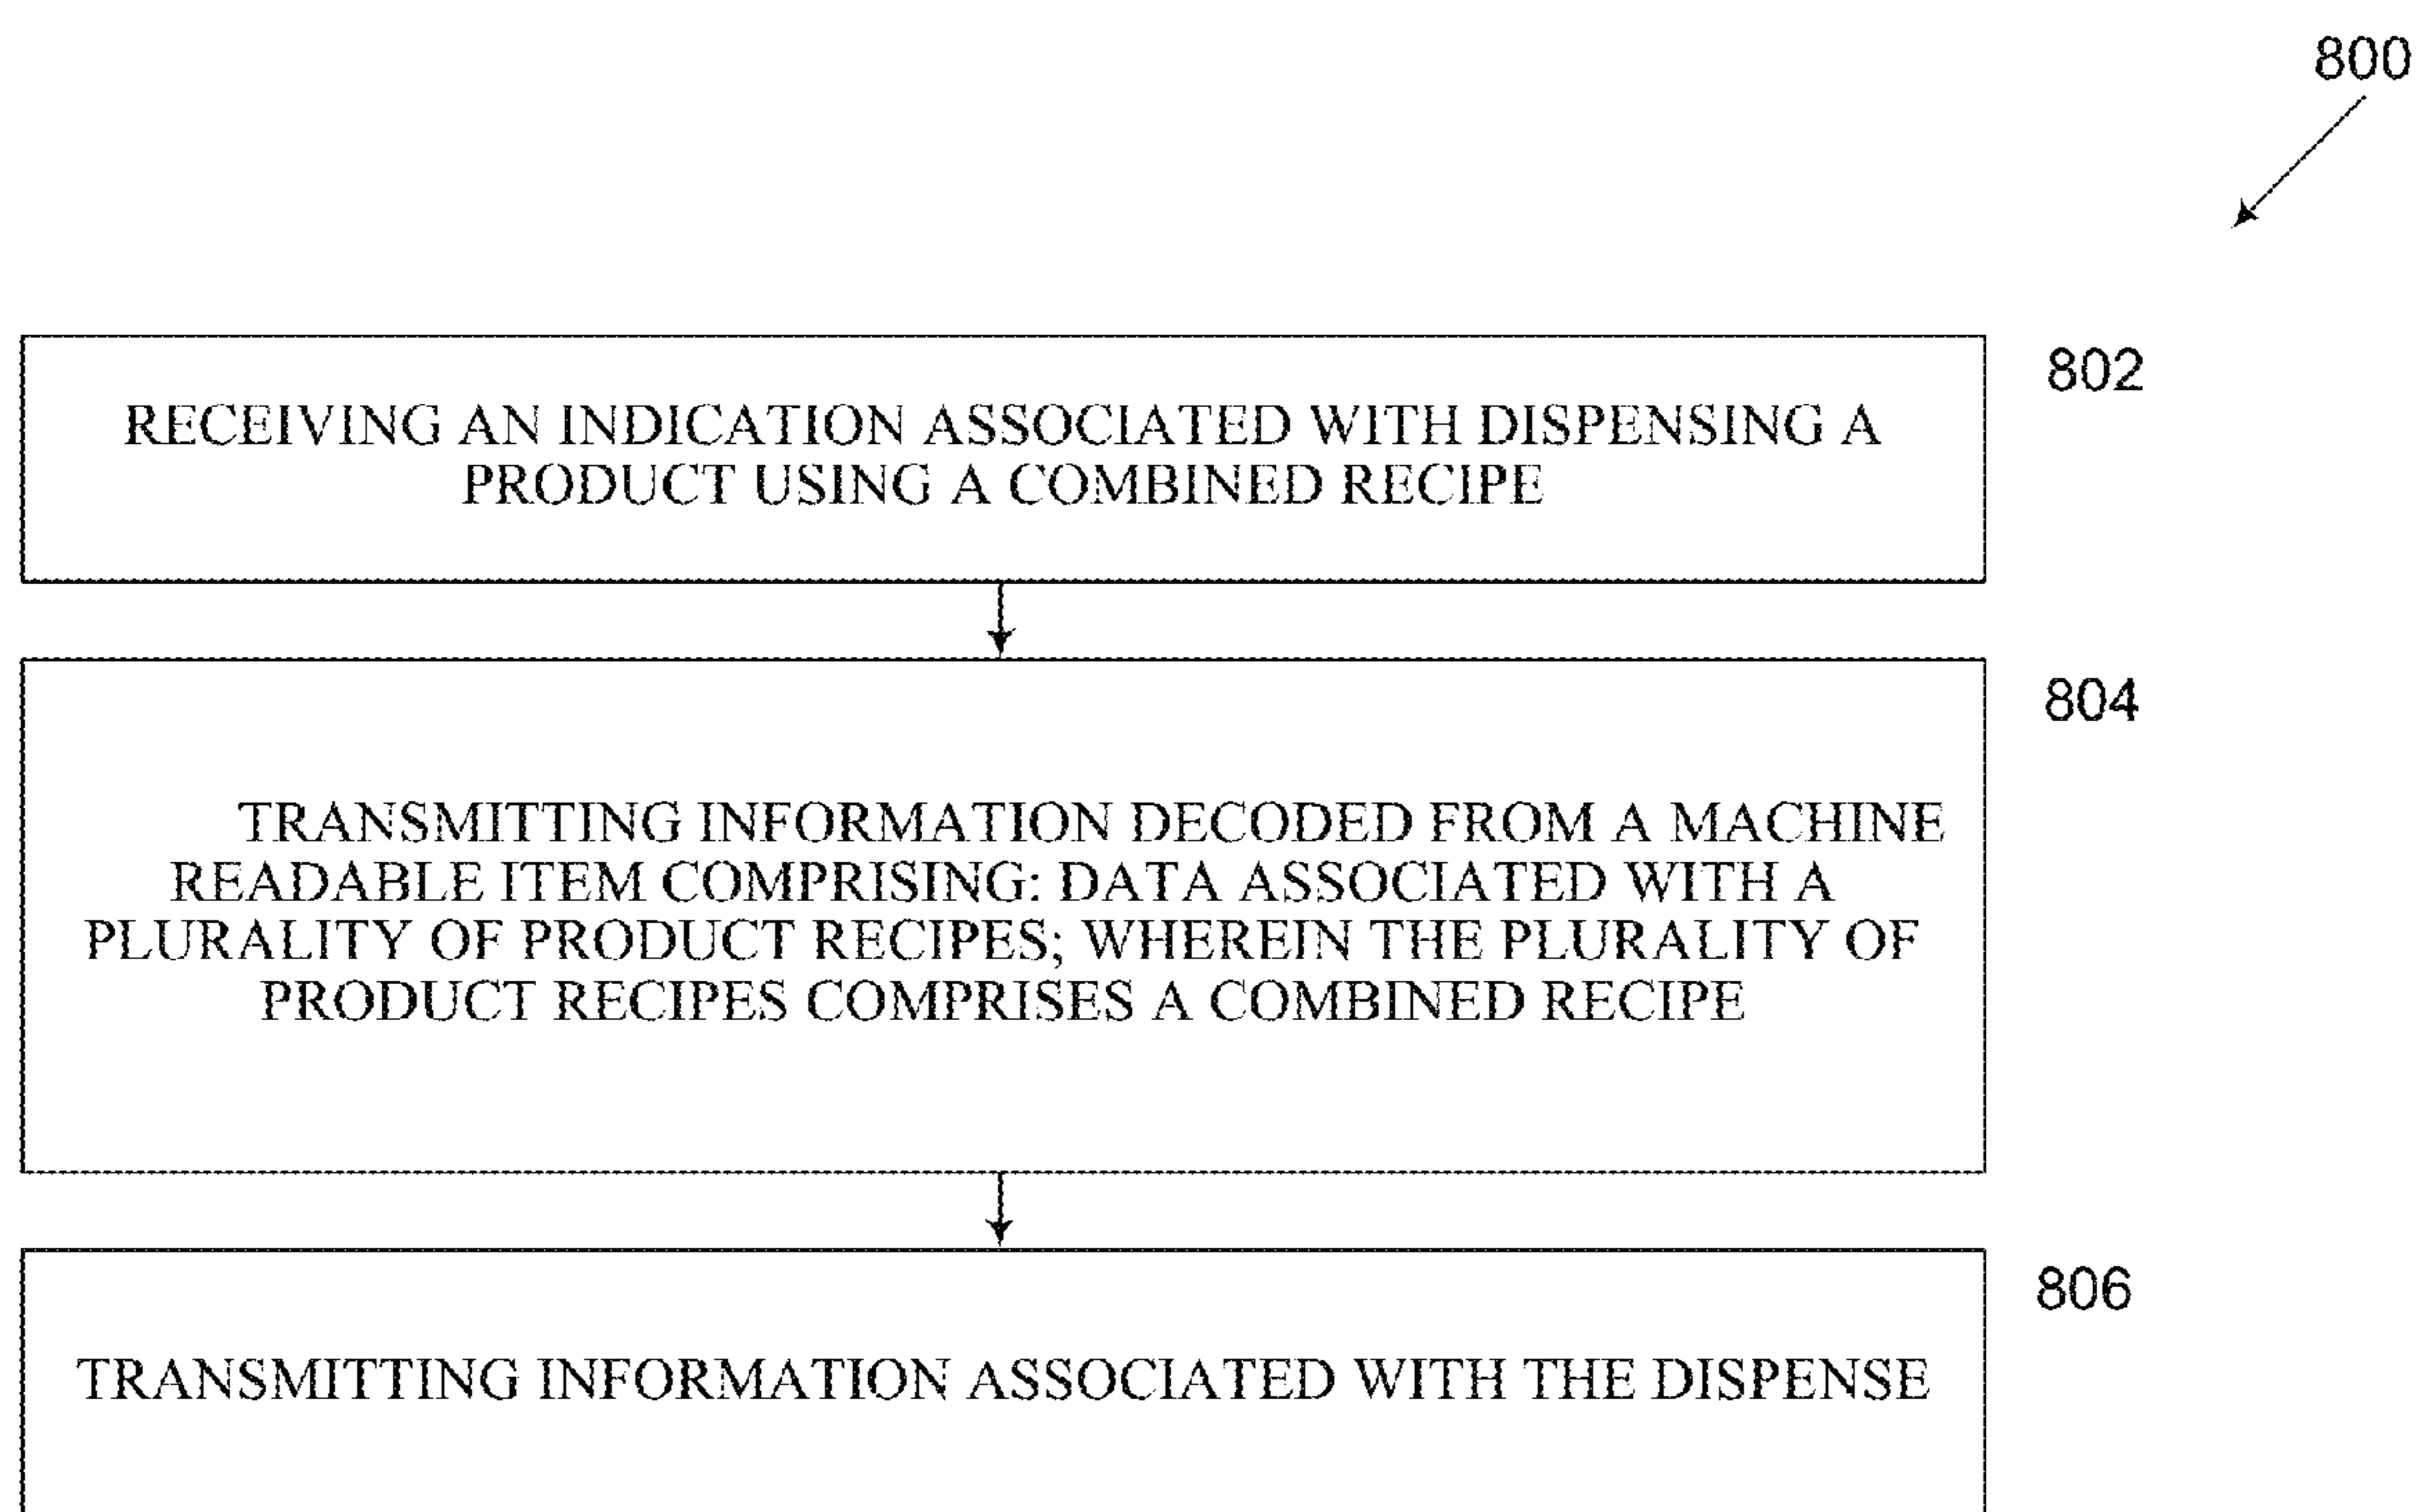 800
802
RECEIVING AN INDICATION ASSOCIATED WITH DISPENSING A
PRODUCT USING A COMBINED RECIPE
804
TRANSMITTING INFORMATION DECODED FROM A MACHINE
READABLE ITEM COMPRISING: DATA ASSOCIATED WITH A
PLURALITY OF PRODUCT RECIPES; WHEREIN THE PLURALITY OF
PRODUCT RECIPES COMPRISES A COMBINED RECIPE
806
TRANSMITTING INFORMATION ASSOCIATED WITH THE DISPENSE